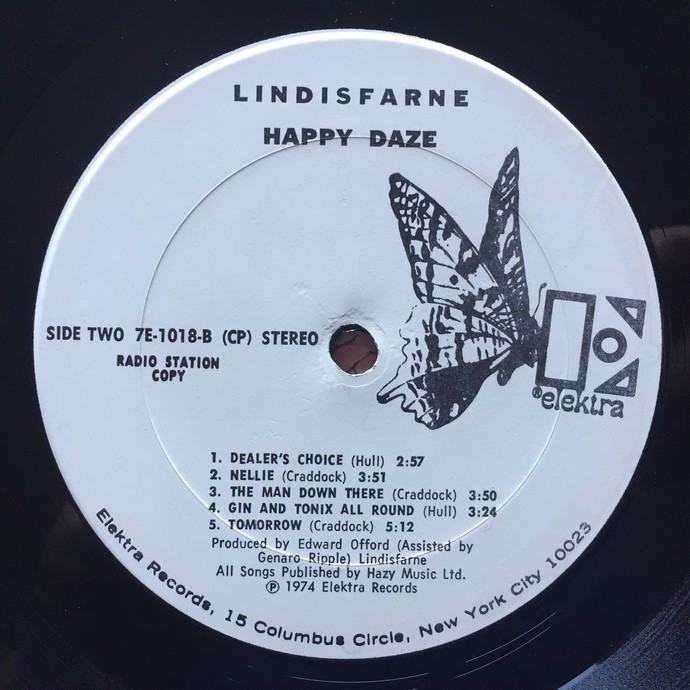 LINDISFARNE
HAPPY DAZE
SIDE TWO 7E-1018-B (CP) STEREO
RADIO STATION
COPY
®elektra
1. DEALER'S CHOICE (Hull) 2:57
2. NELLIE (Craddock) 3:51
3. THE MAN DOWN THERE (Craddock) 3:50
4. GIN AND TONIX ALL ROUND (Hull) 3:24
5. TOMORROW (Craddock) 5:12
Produced by Edward Offord (Assisted by
Genaro Ripple) Lindisfarne
All Songs Published by Hazy Music Ltd.
℗ 1974 Elektra Records
Elektra Records, 15 Columbus Circle, New York City 10023